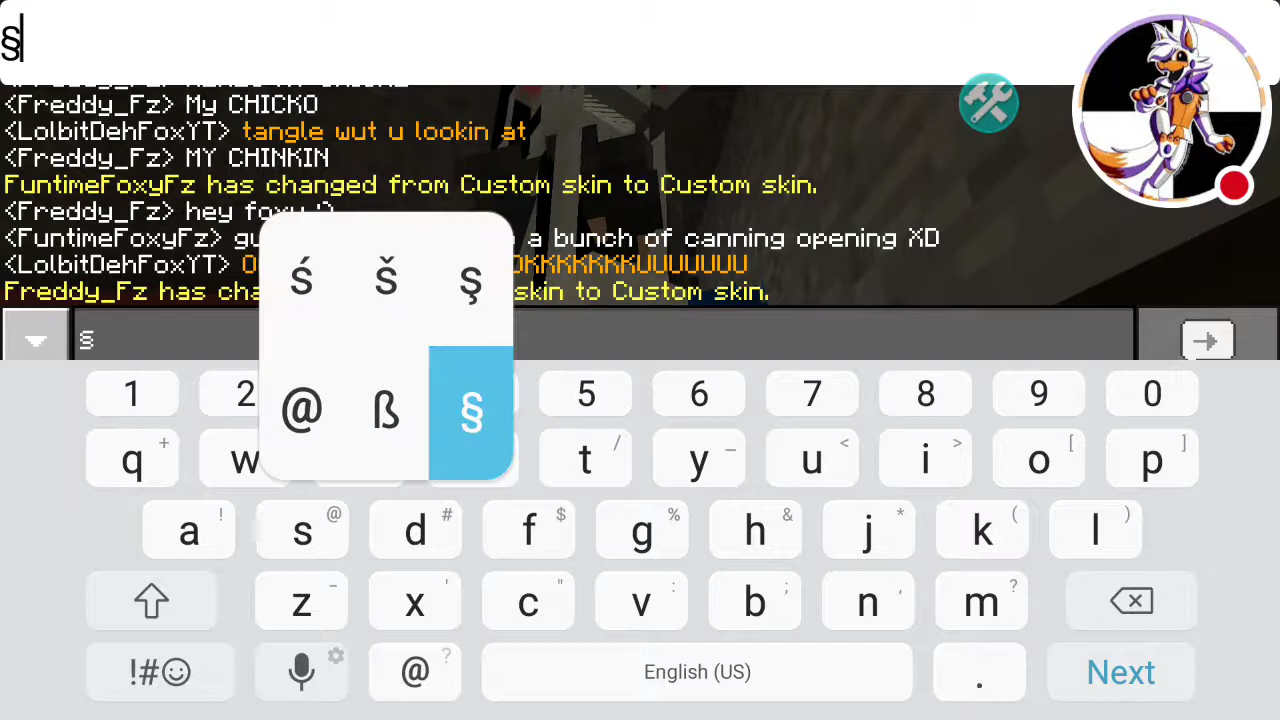 §
<Freddy_Fz> My CHICKO
<LolbitDehFoxYT> tangle wut u lookin at
<Freddy_Fz> MY CHINKIN
FuntimeFoxyFz has changed from Custom skin to Custom skin.
<Freddy_Fz> hey foxy
<FuntimeFoxyFz> a bunch of canning opening XD
<LolbitDehFoxYT>
Freddy_Fz has skin to Custom skin.
§
ś š ş
@ ß §
1 2 5 6 7 8 9 0
q + w t / y _ u < i > o [ p ]
a ! s @ d # f $ g % h & j * k ( l )
z - x ' c " v : b ; n , m ?
!#☺ @ ? English (US) . Next